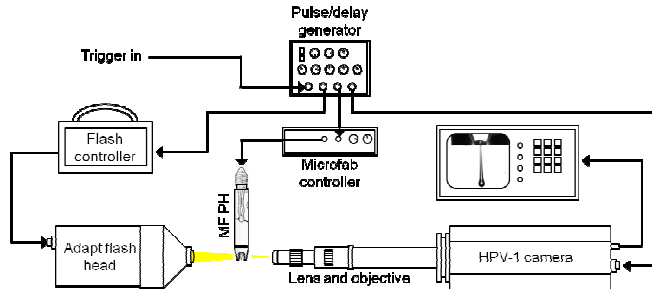 Pulse/delay
generator
Trigger in
Flash
controller
Microfab
controller
MF PH
Adapt flash
head
Lens and objective
HPV-1 camera